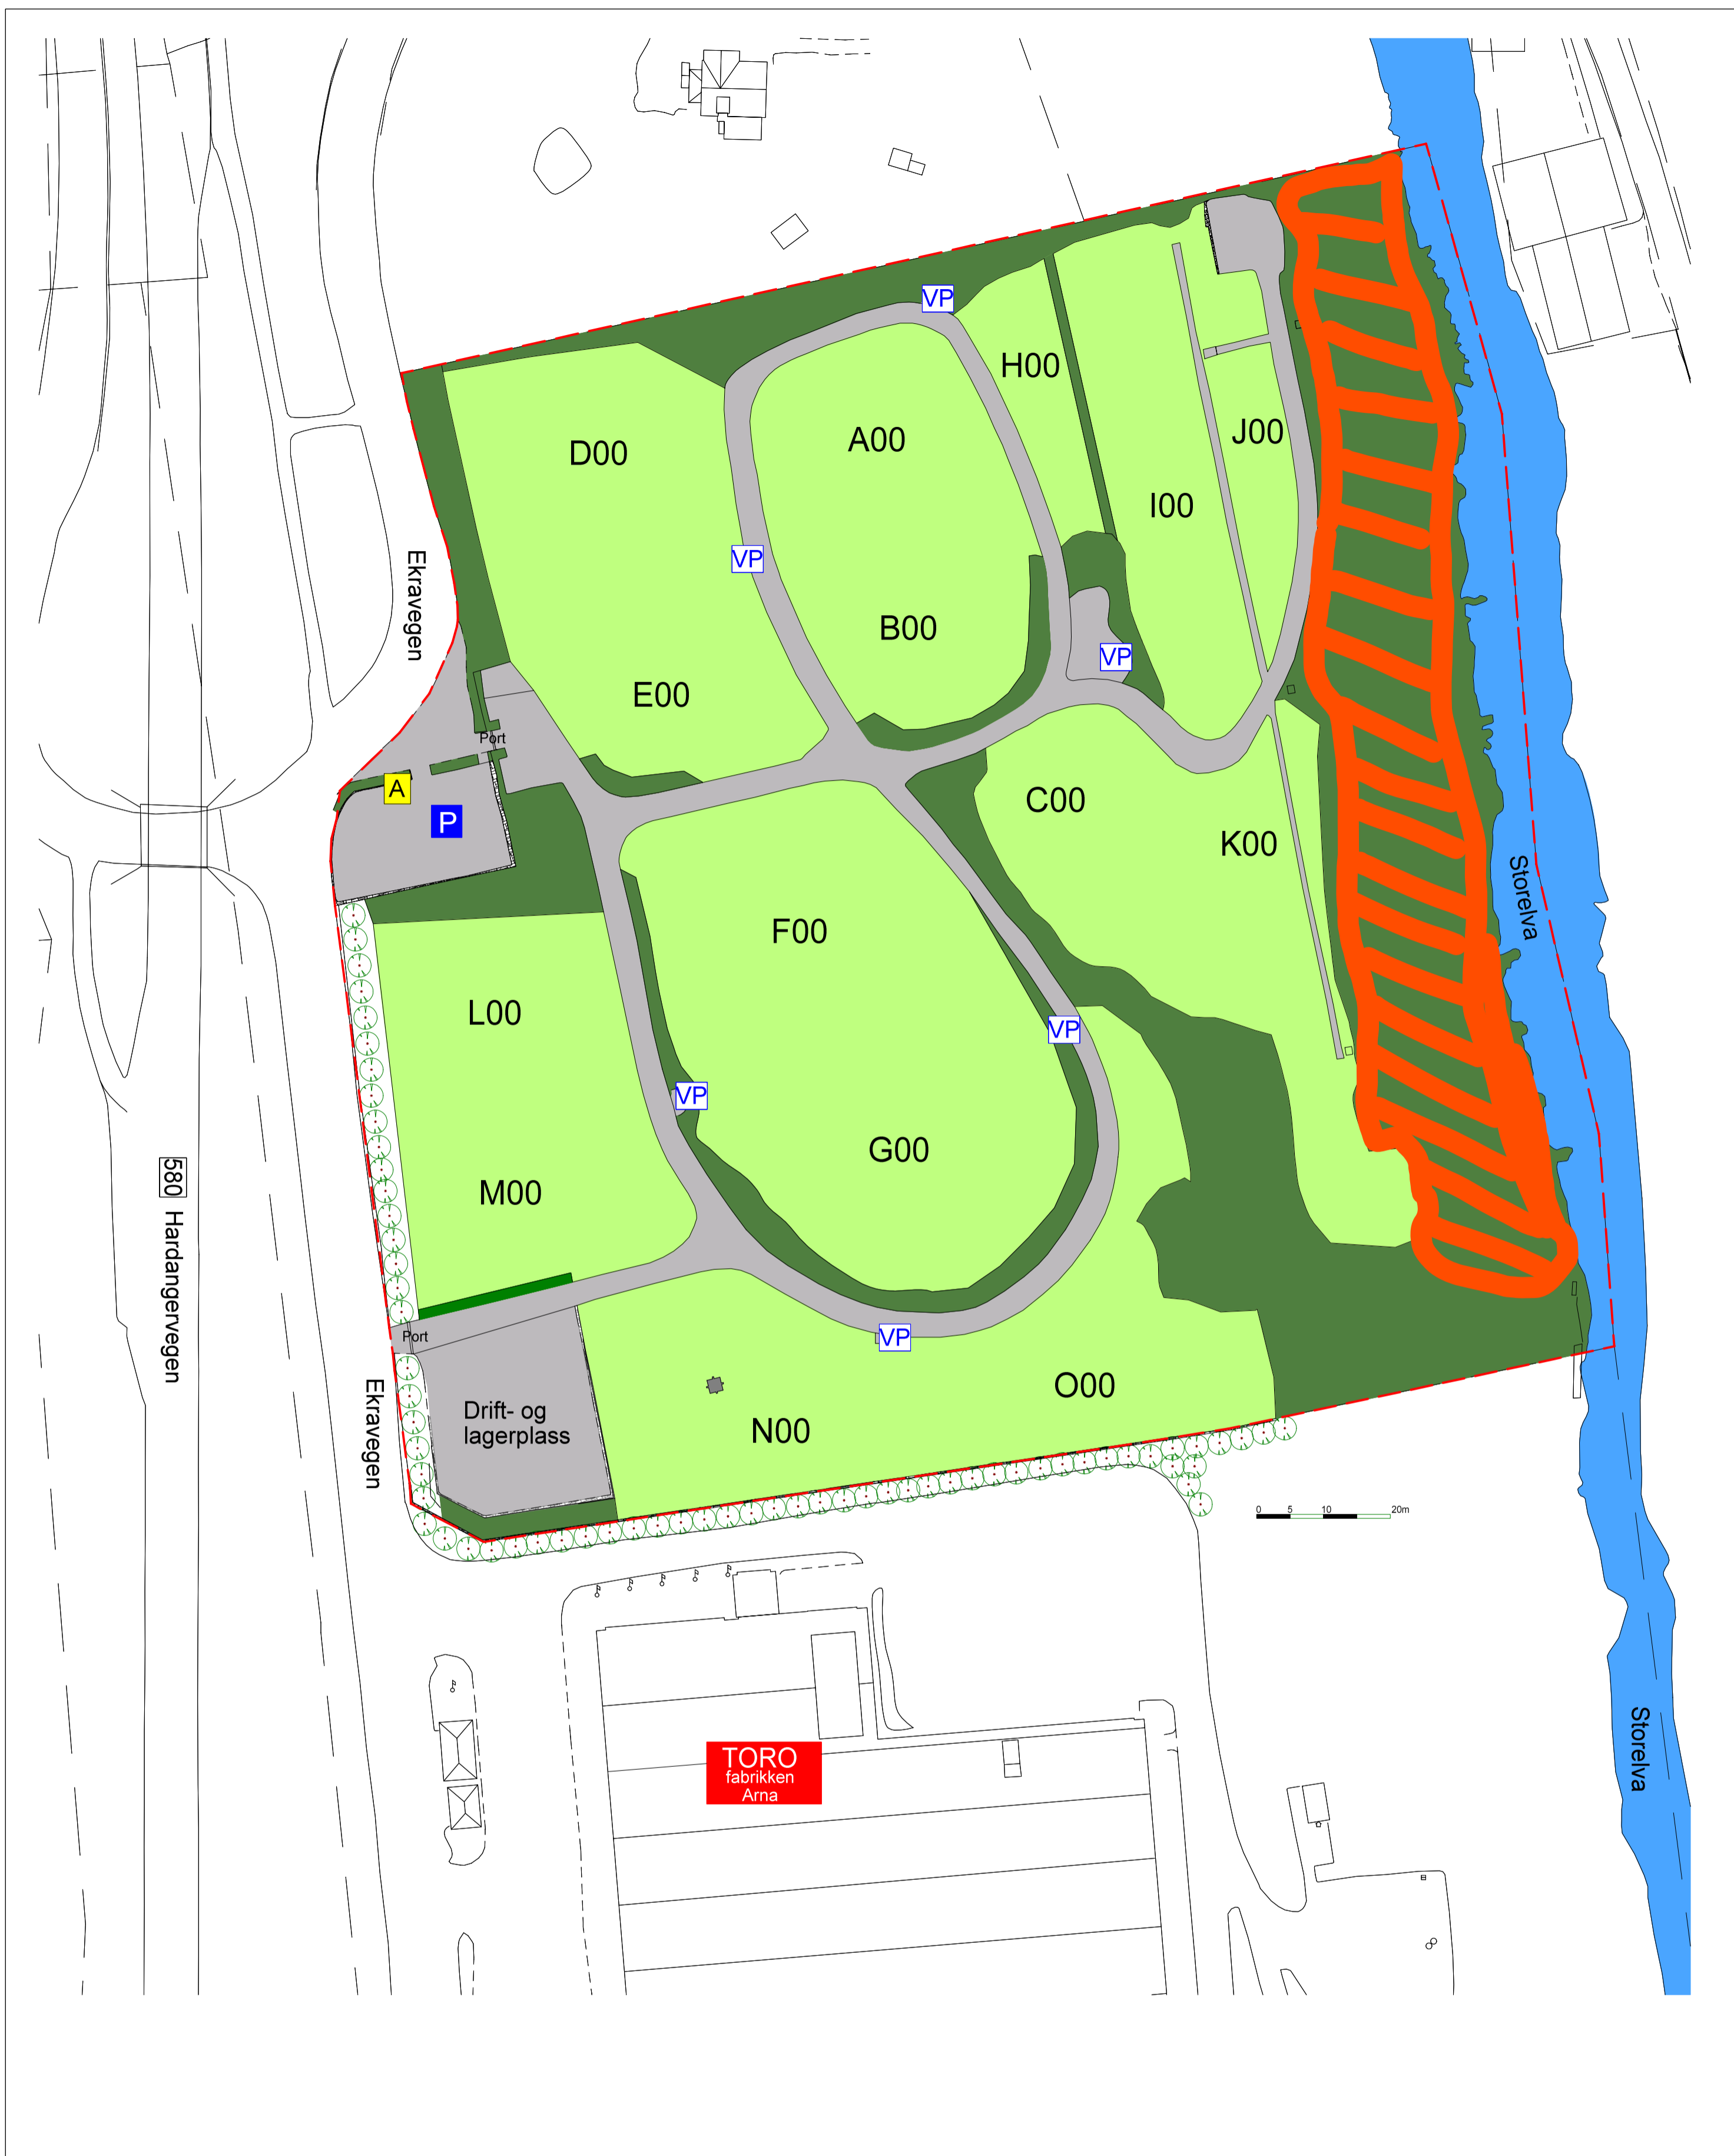 VP
H00
J00
D00
A00
I00
VP
Ekravegen
B00
VP
E00
Port
A
P
C00
K00
Storelva
F00
L00
VP
VP
G00
M00
580 Hardangervegen
Port
VP
Ekravegen
Drift- og
lagerplass
O00
N00
0 5 10 20m
Storelva
TORO
fabrikken
Arna